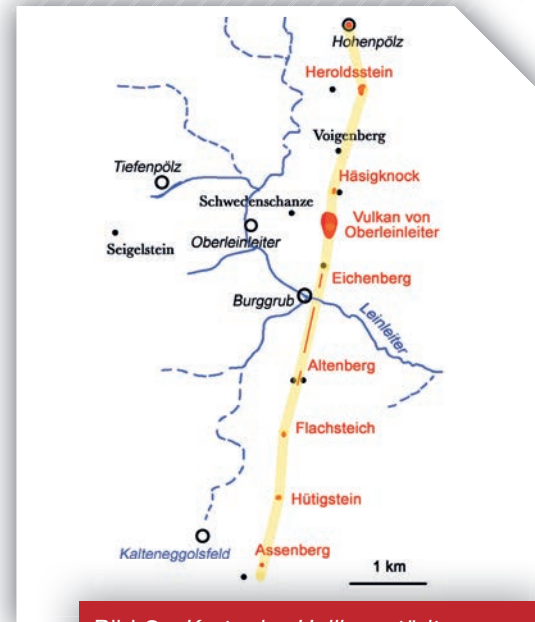 Hohenpölz
Heroldsstein
Voigenberg
Tiefenpölz
Häsigknock
Schwedenschanze
Vulkan von
Oberleinleiter
Oberleinleiter
Seigelstein
Eichenberg
Burggrub
Leinleiter
Altenberg
Flachsteich
Hütigstein
Kalteneggolsfeld
Assenberg
1 km